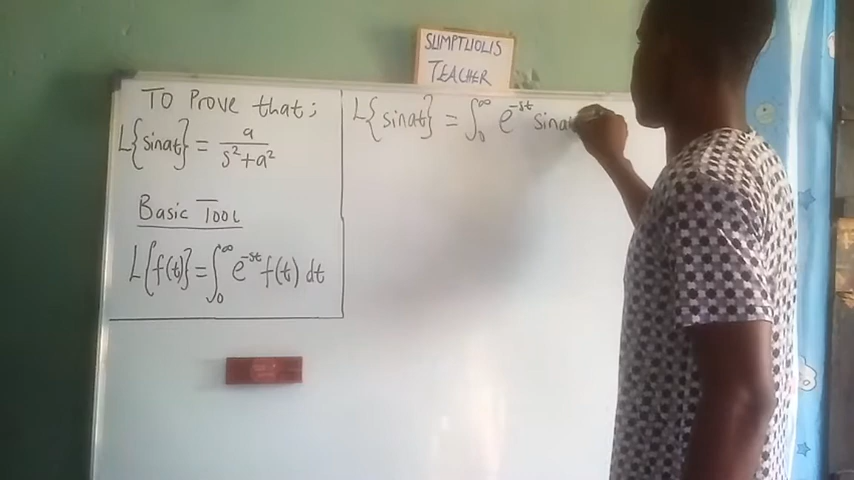 SUMPTUOUS
TEACHER
To Prove that;
L{sinat} = a/(s²+a²)
Basic Tool
L{f(t)} = ∫₀^∞ e^-st f(t) dt
L{sinat} = ∫₀^∞ e^-st sinat